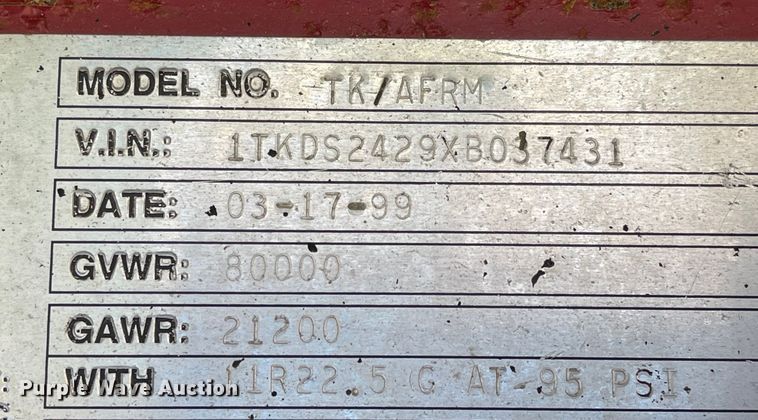 MODEL NO. TK/AFRM
V.I.N.: 1TKDS2429XB037431
DATE: 03-17-99
GVWR: 80000
GAWR: 21200
WITH 11R22.5 G AT 95 PSI
Purple Wave Auction